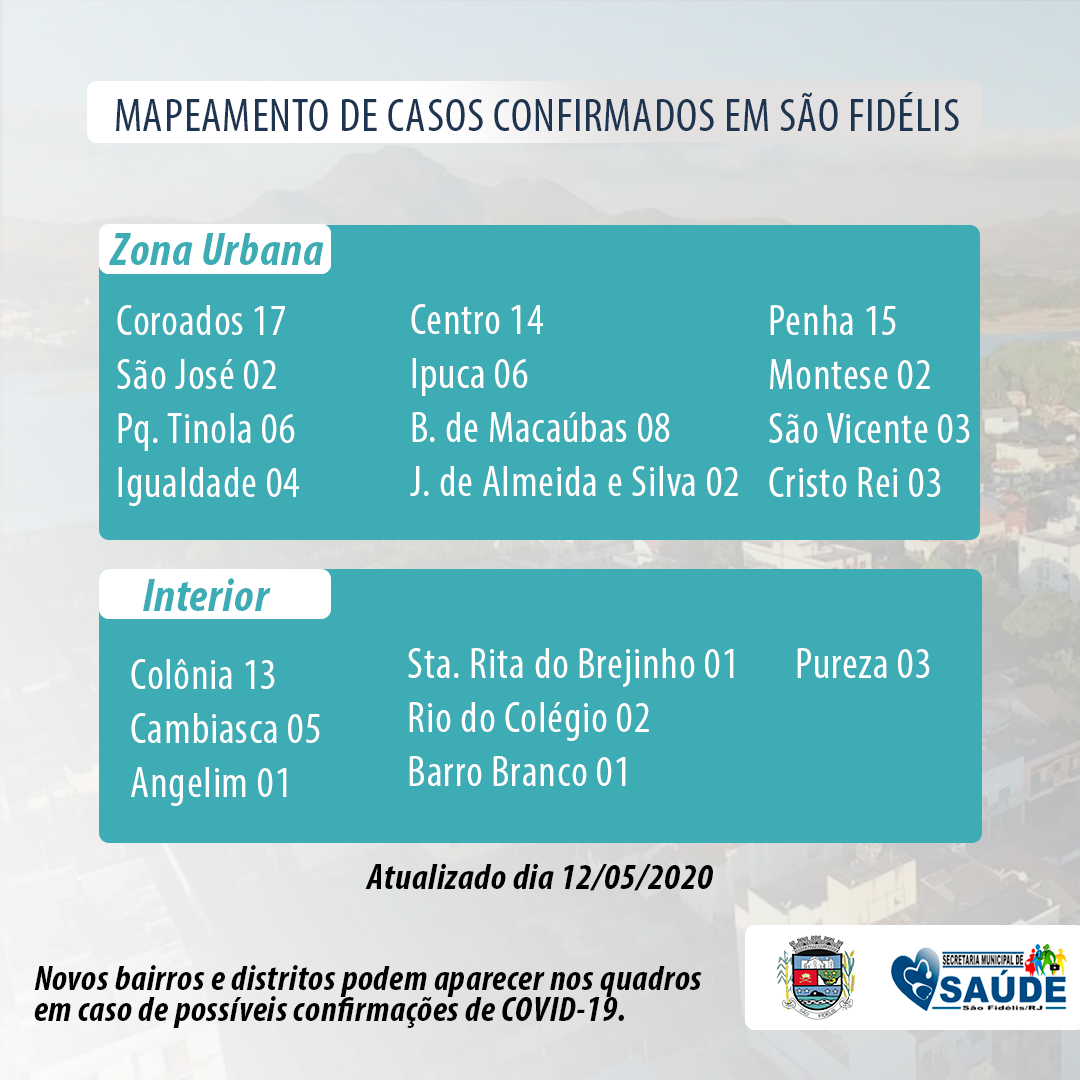 MAPEAMENTO DE CASOS CONFIRMADOS EM SÃO FIDÉLIS
Zona Urbana
Coroados 17
São José 02
Pq. Tinola 06
Igualdade 04
Centro 14
Ipuca 06
B. de Macaúbas 08
J. de Almeida e Silva 02
Penha 15
Montese 02
São Vicente 03
Cristo Rei 03
Interior
Colônia 13
Cambiasca 05
Angelim 01
Sta. Rita do Brejinho 01
Rio do Colégio 02
Barro Branco 01
Pureza 03
Atualizado dia 12/05/2020
Novos bairros e distritos podem aparecer nos quadros
em caso de possíveis confirmações de COVID-19.
SÃO FIDÉLIS
SECRETARIA MUNICIPAL DE
SAÚDE
São Fidélis/RJ